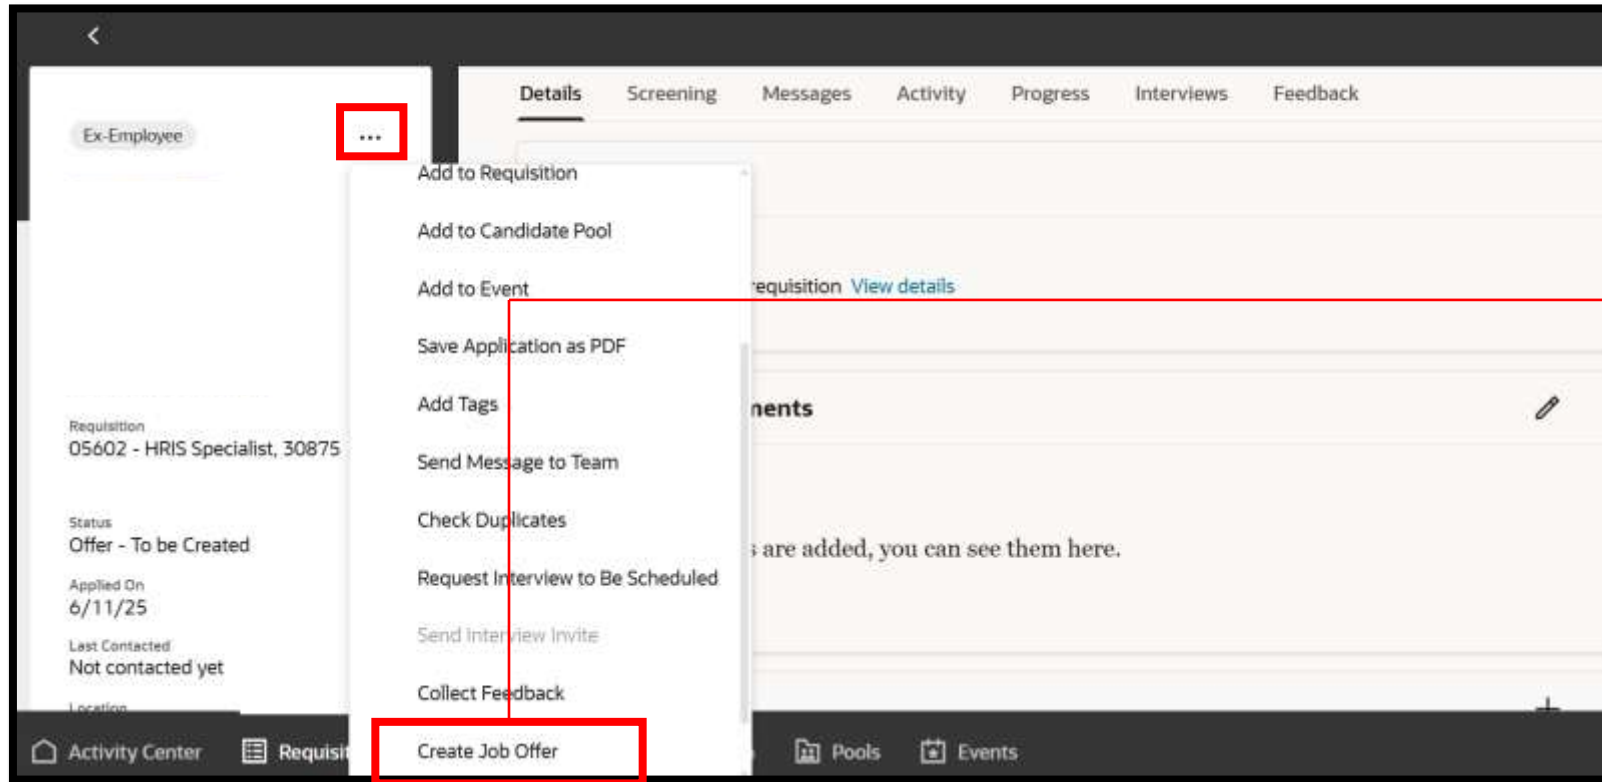 Details Screening Messages Activity Progress Interviews Feedback
Ex-Employee
...
Add to Requisition
Add to Candidate Pool
Add to Event
Save Application as PDF
Add Tags
Send Message to Team
Check Duplicates
Request Interview to Be Scheduled
Send Interview Invite
Collect Feedback
Create Job Offer
equisition View details
nents
s are added, you can see them here.
Requisition
05602 - HRIS Specialist, 30875
Status
Offer - To be Created
Applied On
6/11/25
Last Contacted
Not contacted yet
Location
Activity Center Requisit Pools Events